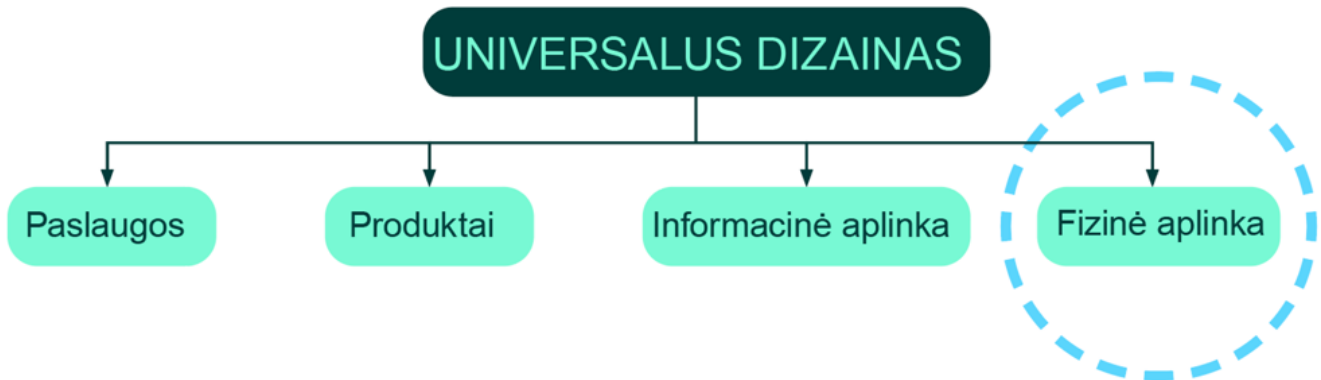 UNIVERSALUS DIZAINAS
Paslaugos
Produktai
Informacinė aplinka
Fizinė aplinka